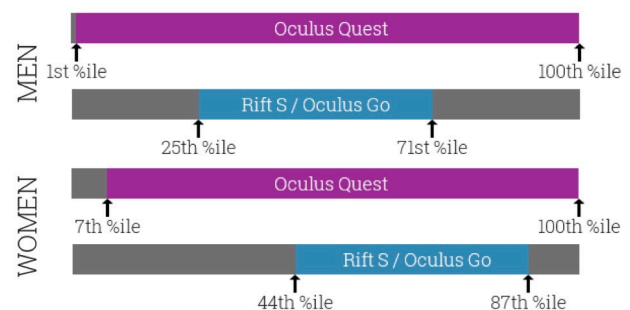 MEN
Oculus Quest
1st %ile 100th %ile
Rift S / Oculus Go
25th %ile 71st %ile
WOMEN
Oculus Quest
7th %ile 100th %ile
Rift S / Oculus Go
44th %ile 87th %ile